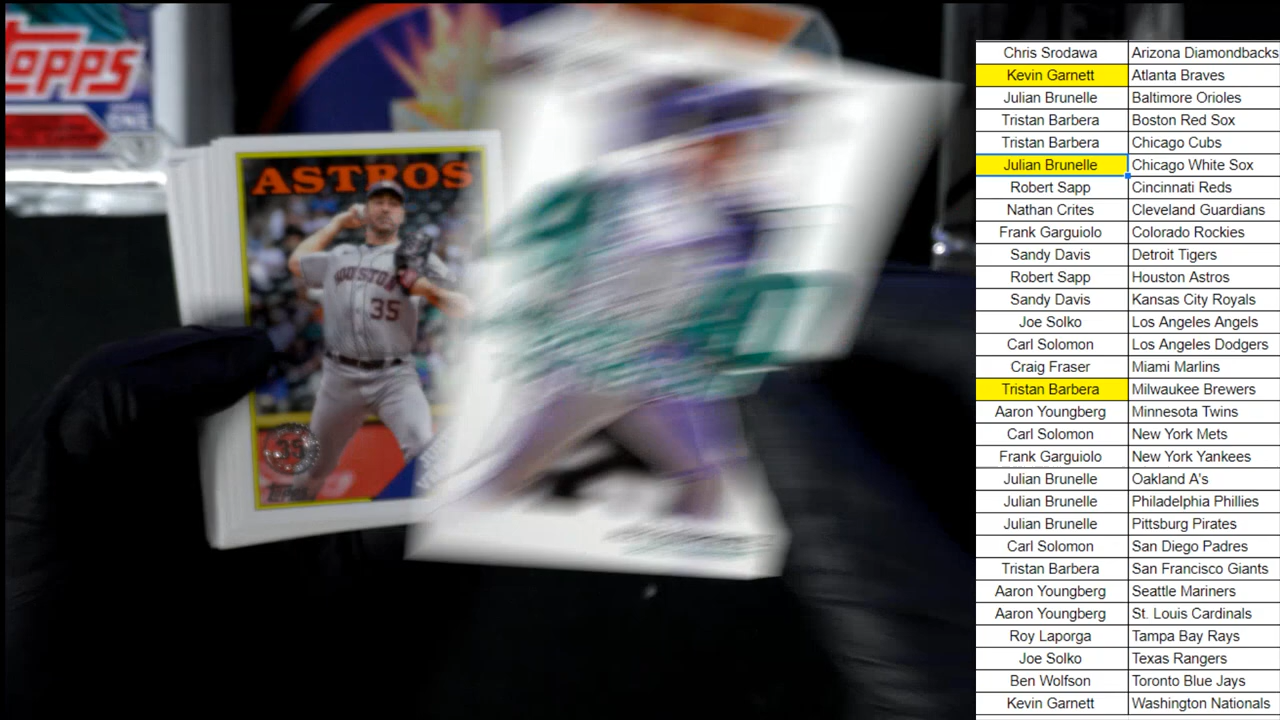 TOPPS
SERIES
ONE
ASTROS
HOUSTON
35
35
TOPPS
Chris Srodawa Arizona Diamondbacks
Kevin Garnett Atlanta Braves
Julian Brunelle Baltimore Orioles
Tristan Barbera Boston Red Sox
Tristan Barbera Chicago Cubs
Julian Brunelle Chicago White Sox
Robert Sapp Cincinnati Reds
Nathan Crites Cleveland Guardians
Frank Garguiolo Colorado Rockies
Sandy Davis Detroit Tigers
Robert Sapp Houston Astros
Sandy Davis Kansas City Royals
Joe Solko Los Angeles Angels
Carl Solomon Los Angeles Dodgers
Craig Fraser Miami Marlins
Tristan Barbera Milwaukee Brewers
Aaron Youngberg Minnesota Twins
Carl Solomon New York Mets
Frank Garguiolo New York Yankees
Julian Brunelle Oakland A's
Julian Brunelle Philadelphia Phillies
Julian Brunelle Pittsburg Pirates
Carl Solomon San Diego Padres
Tristan Barbera San Francisco Giants
Aaron Youngberg Seattle Mariners
Aaron Youngberg St. Louis Cardinals
Roy Laporga Tampa Bay Rays
Joe Solko Texas Rangers
Ben Wolfson Toronto Blue Jays
Kevin Garnett Washington Nationals